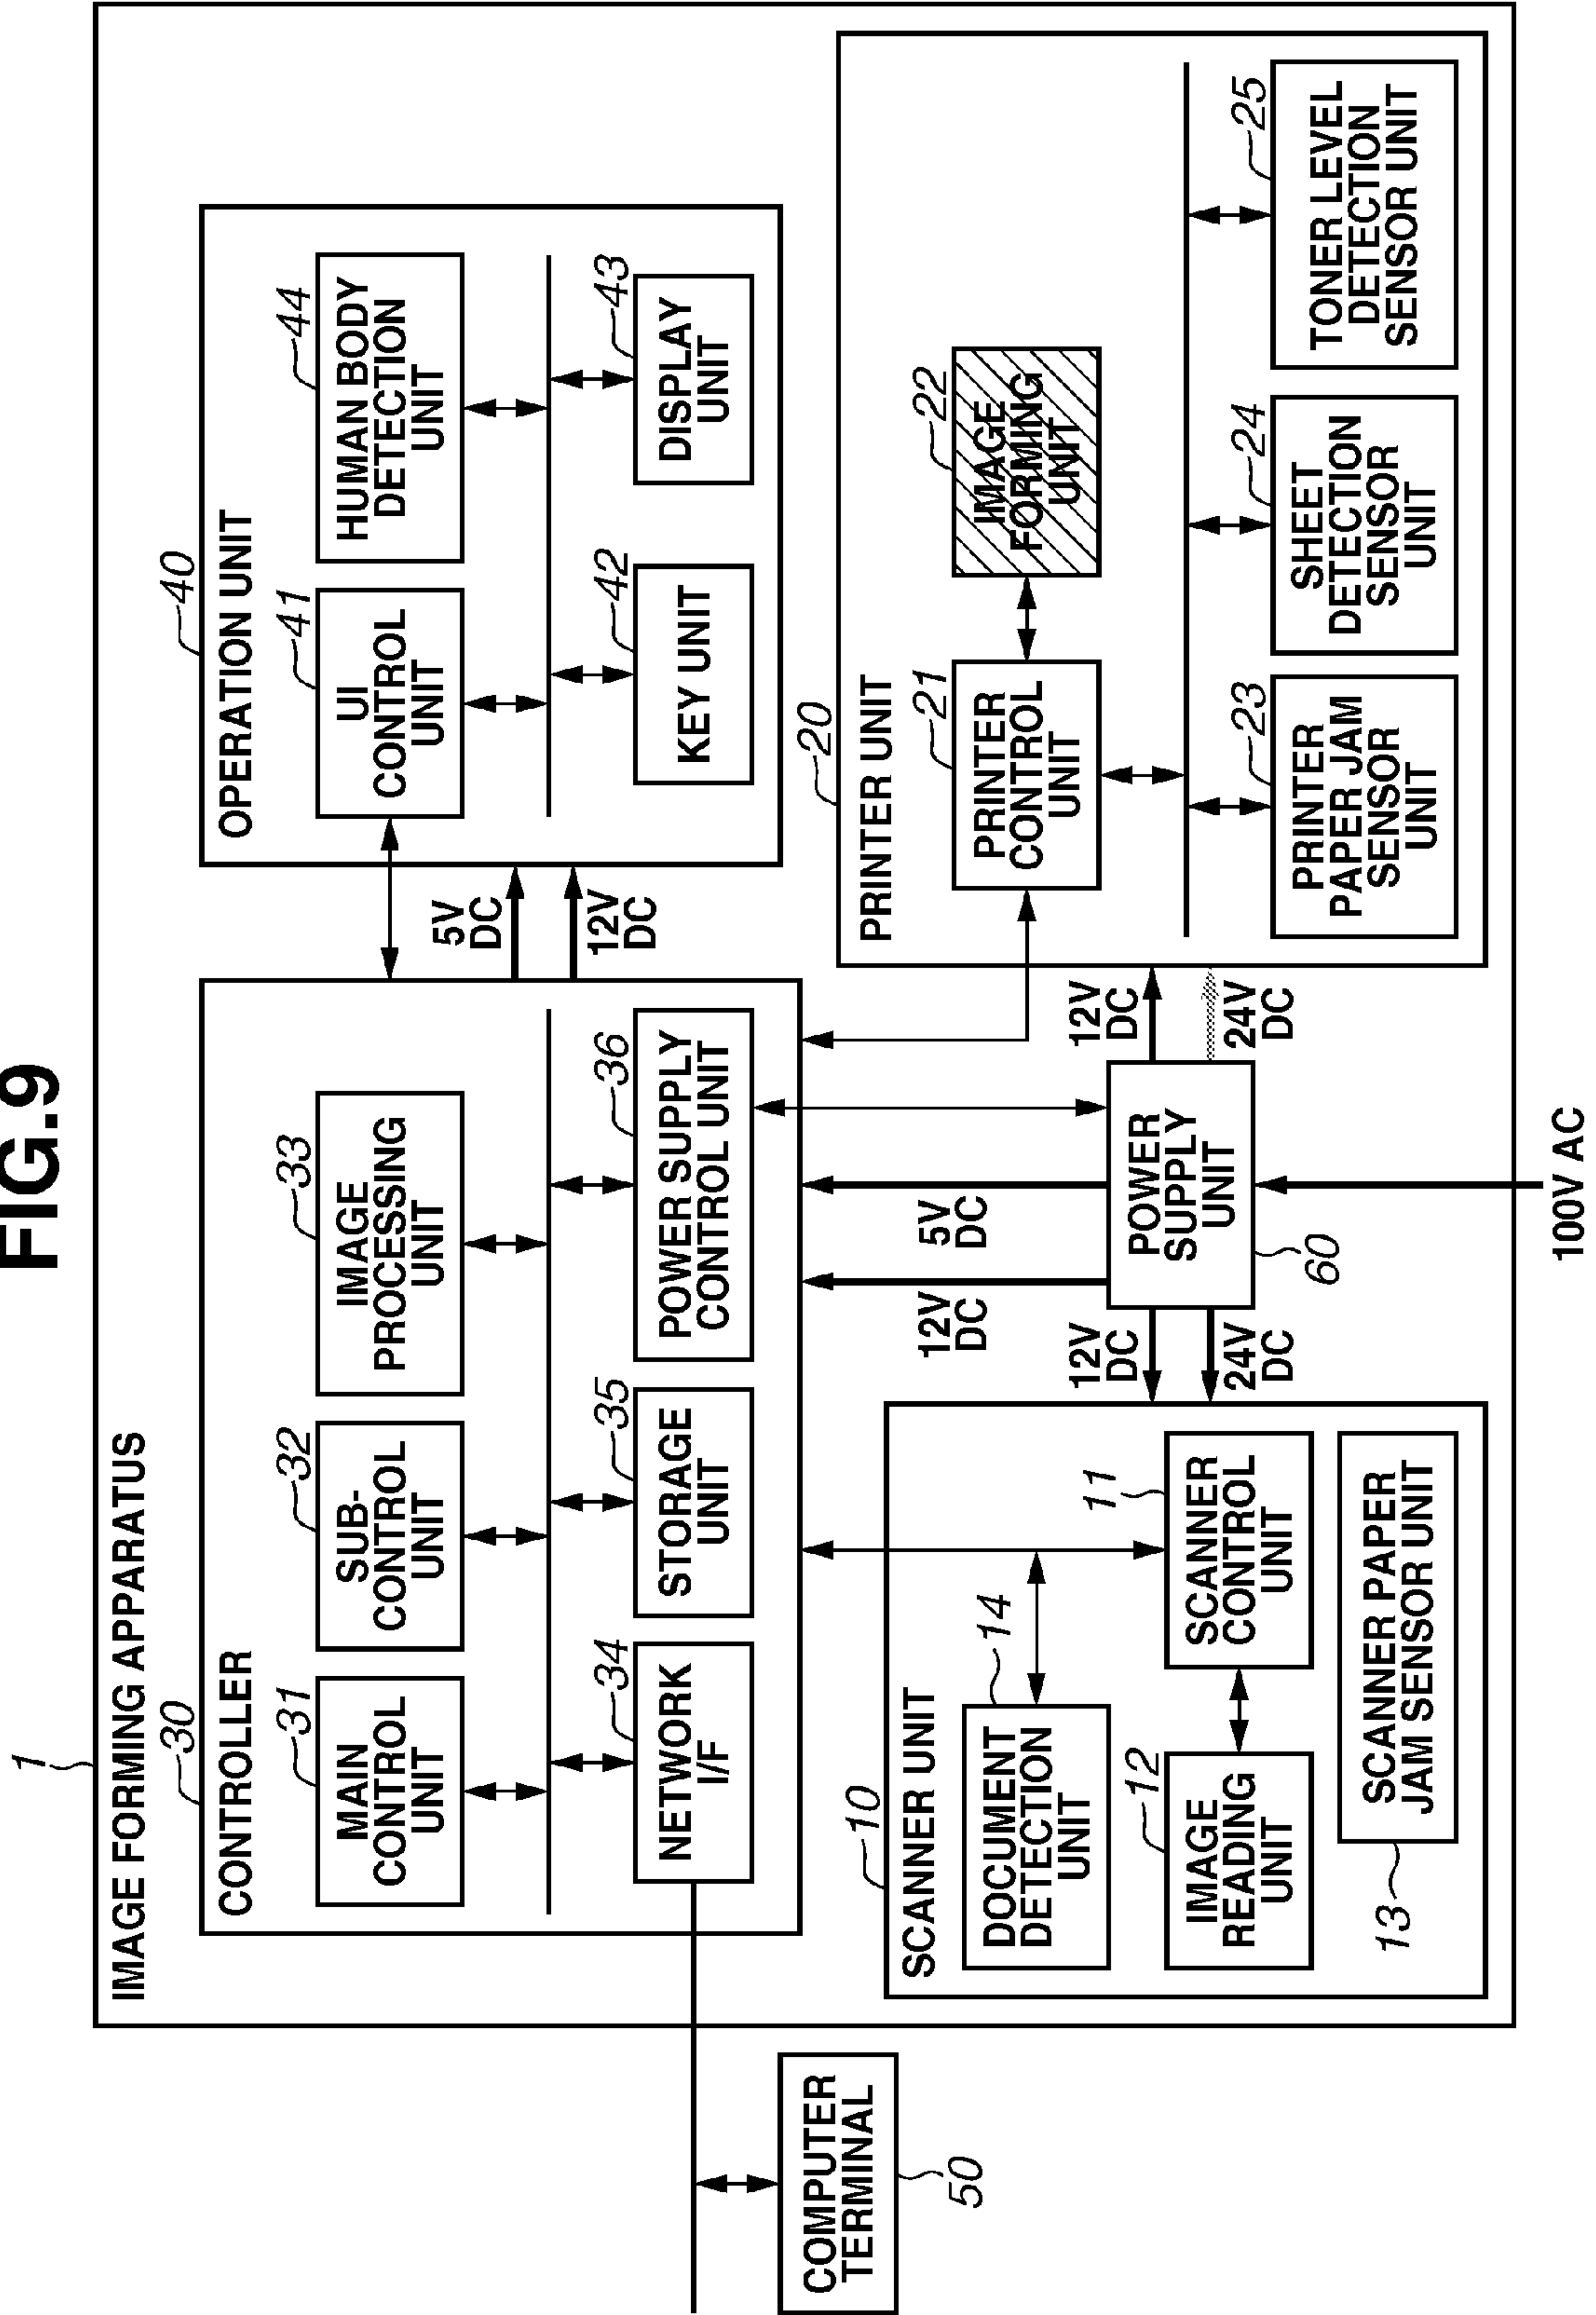 FIG.9
1
IMAGE FORMING APPARATUS
30
CONTROLLER
31
MAIN
CONTROL
UNIT
32
SUB-
CONTROL
UNIT
33
IMAGE
PROCESSING
UNIT
34
NETWORK
I/F
35
STORAGE
UNIT
36
POWER SUPPLY
CONTROL UNIT
5V
DC
12V
DC
40
OPERATION UNIT
41
UI
CONTROL
UNIT
44
HUMAN BODY
DETECTION
UNIT
42
KEY UNIT
43
DISPLAY
UNIT
50
COMPUTER
TERMINAL
10
SCANNER UNIT
14
DOCUMENT
DETECTION
UNIT
12
IMAGE
READING
UNIT
11
SCANNER
CONTROL
UNIT
13
SCANNER PAPER
JAM SENSOR UNIT
12V
DC
5V
DC
12V
DC
24V
DC
POWER
SUPPLY
UNIT
60
100V AC
12V
DC
24V
DC
20
PRINTER UNIT
21
PRINTER
CONTROL
UNIT
22
IMAGE
FORMING
UNIT
23
PRINTER
PAPER JAM
SENSOR
UNIT
24
SHEET
DETECTION
SENSOR
UNIT
25
TONER LEVEL
DETECTION
SENSOR UNIT